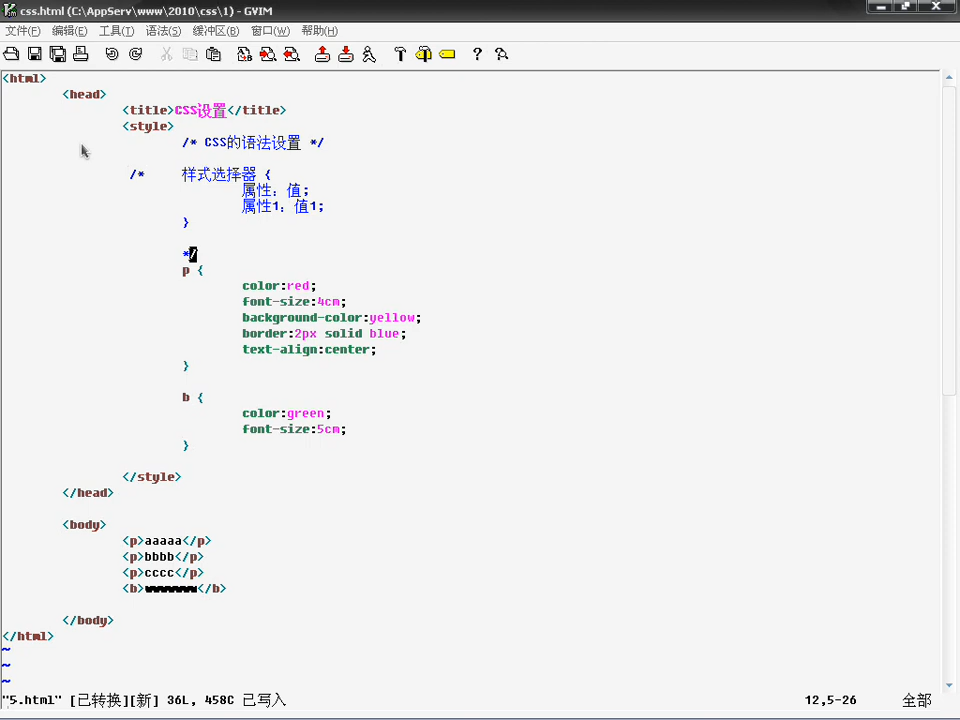 css.html (C:\AppServ\www\2010\css\1) - GVIM
文件(F) 编辑(E) 工具(T) 语法(S) 缓冲区(B) 窗口(W) 帮助(H)
<html>
<head>
<title>CSS设置</title>
<style>
/* CSS的语法设置 */
/* 样式选择器 {
属性: 值;
属性1: 值1;
}
*/
p {
color:red;
font-size:4cm;
background-color:yellow;
border:2px solid blue;
text-align:center;
}
b {
color:green;
font-size:5cm;
}
</style>
</head>
<body>
<p>aaaaa</p>
<p>bbbb</p>
<p>cccc</p>
<b>wwwwwww</b>
</body>
</html>
~
~
~
"5.html" [已转换][新] 36L, 458C 已写入 12,5-26 全部